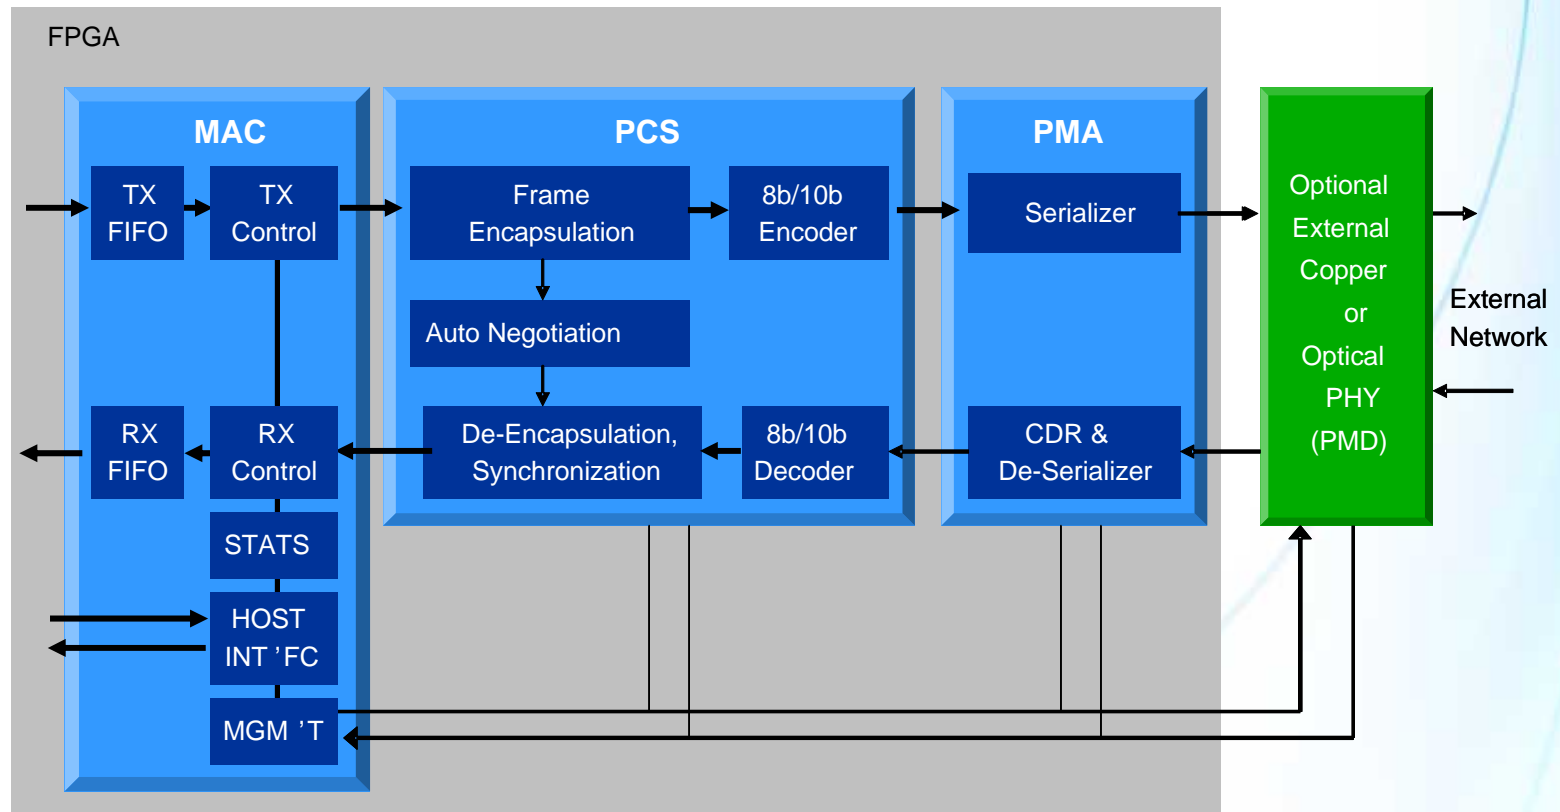 FPGA
MAC
PCS
PMA
TX
FIFO
TX
Control
Frame
Encapsulation
8b/10b
Encoder
Serializer
Optional
External
Copper
or
Optical
PHY
(PMD)
External
Network
Auto Negotiation
RX
FIFO
RX
Control
De-Encapsulation,
Synchronization
8b/10b
Decoder
CDR &
De-Serializer
STATS
HOST
INT ’FC
MGM ’T